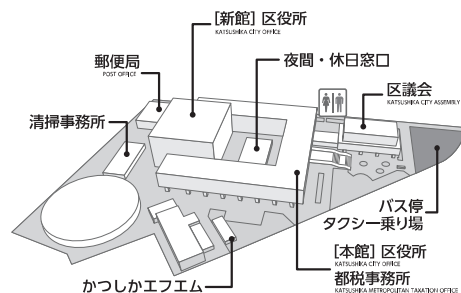 [新館] 区役所
KATSUSHIKA CITY OFFICE
郵便局
POST OFFICE
夜間・休日窓口
区議会
KATSUSHIKA CITY ASSEMBLY
清掃事務所
バス停
タクシー乗り場
[本館] 区役所
KATSUSHIKA CITY OFFICE
都税事務所
KATSUSHIKA METROPOLITAN TAXATION OFFICE
かつしかエフエム